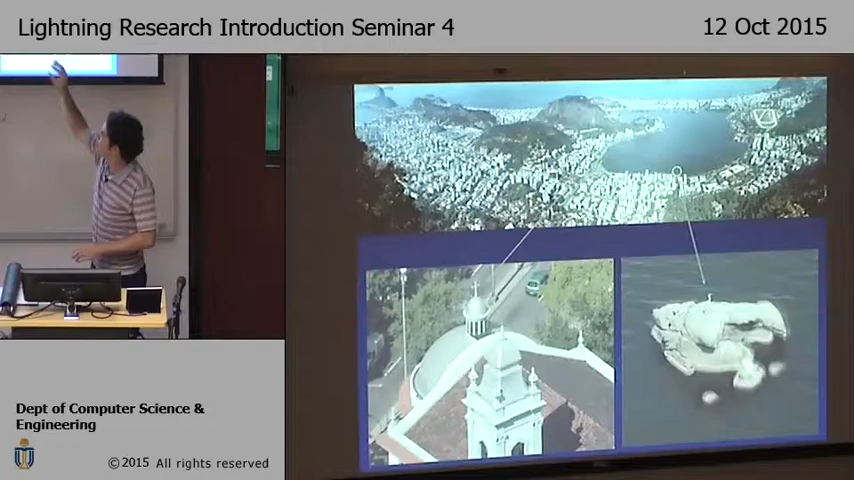 Lightning Research Introduction Seminar 4
12 Oct 2015
Dept of Computer Science &
Engineering
©2015 All rights reserved